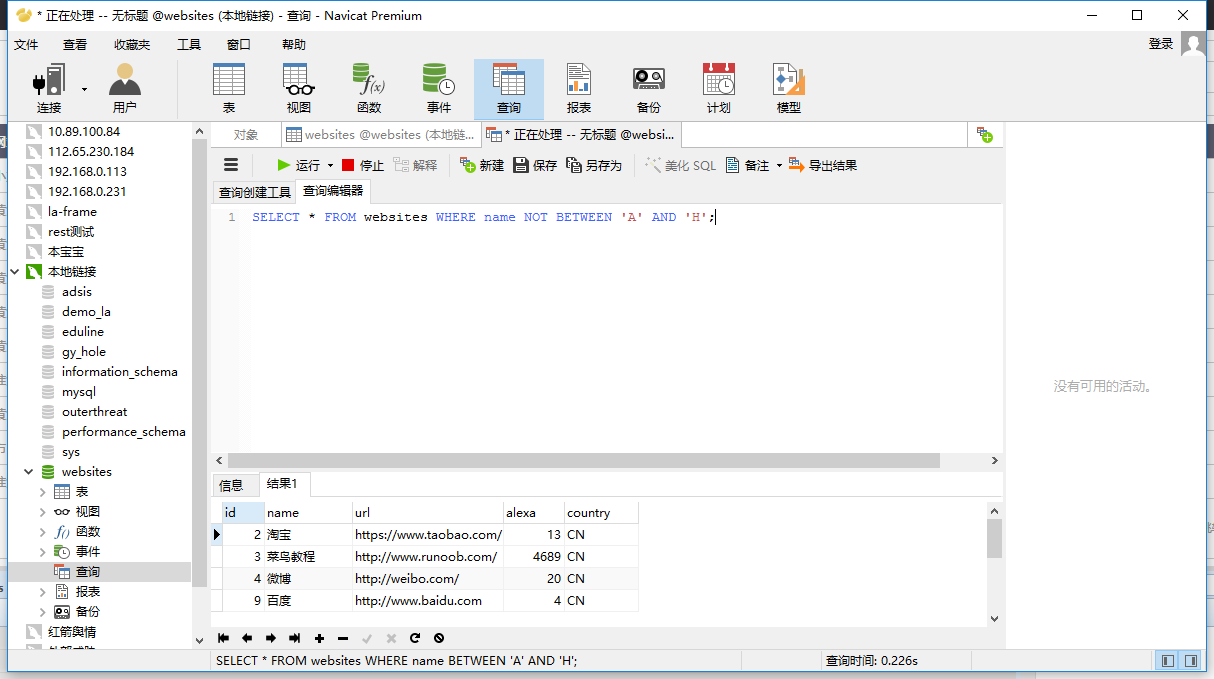 * 正在处理 -- 无标题 @websites (本地链接) - 查询 - Navicat Premium
文件 查看 收藏夹 工具 窗口 帮助 登录
连接 用户 表 视图 函数 事件 查询 报表 备份 计划 模型
10.89.100.84
112.65.230.184
192.168.0.113
192.168.0.231
la-frame
rest测试
本宝宝
本地链接
adsis
demo_la
eduline
gy_hole
information_schema
mysql
outerthreat
performance_schema
sys
websites
表
视图
函数
事件
查询
报表
备份
红箭舆情
对象 websites @websites (本地链... * 正在处理 -- 无标题 @websi...
运行 停止 解释 新建 保存 另存为 美化 SQL 备注 导出结果
查询创建工具 查询编辑器
1 SELECT * FROM websites WHERE name NOT BETWEEN 'A' AND 'H';
没有可用的活动。
信息 结果1
id name url alexa country
2 淘宝 https://www.taobao.com/ 13 CN
3 菜鸟教程 http://www.runoob.com/ 4689 CN
4 微博 http://weibo.com/ 20 CN
9 百度 http://www.baidu.com 4 CN
SELECT * FROM websites WHERE name BETWEEN 'A' AND 'H'; 查询时间: 0.226s